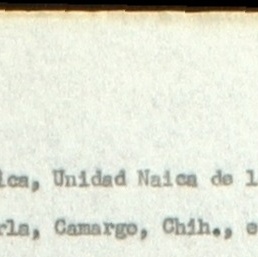 ica, Unidad Naica de l
rla, Camargo, Chih., e